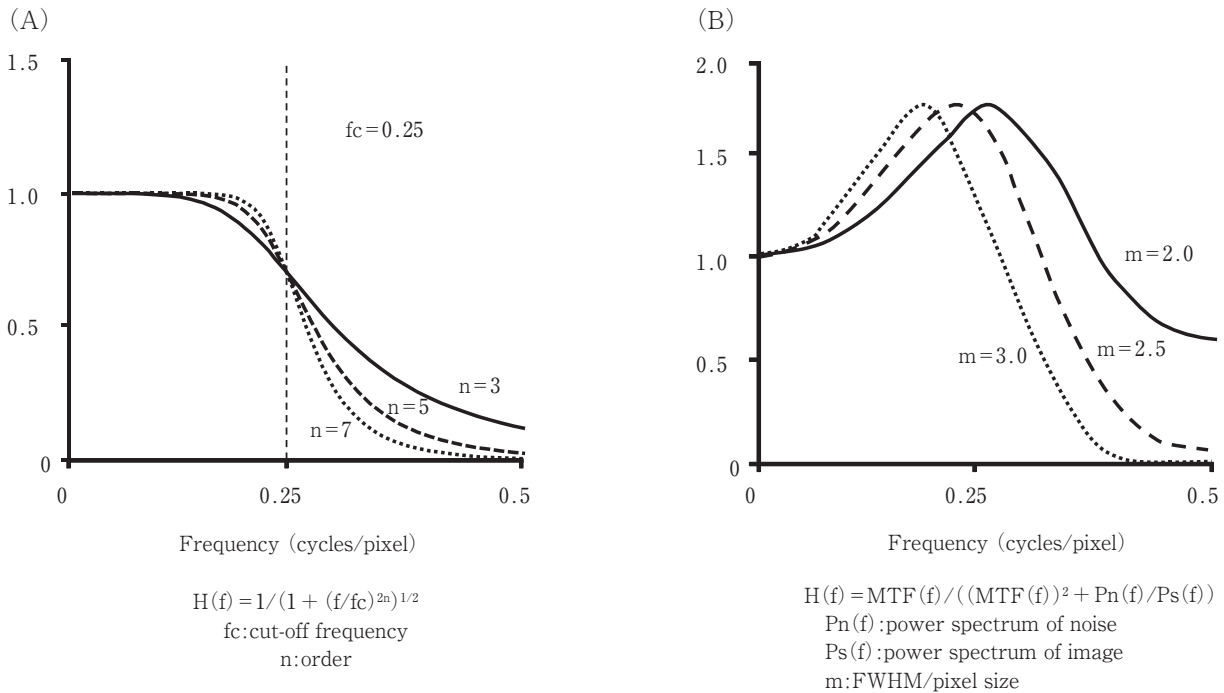 (A)
1.5
1.0
0.5
0
0
0.25
0.5
fc=0.25
n=3
n=5
n=7
Frequency (cycles/pixel)
H(f)=1/(1+(f/fc)²ⁿ)¹/²
fc:cut-off frequency
n:order
(B)
2.0
1.5
1.0
0.5
0
0
0.25
0.5
m=2.0
m=2.5
m=3.0
Frequency (cycles/pixel)
H(f)=MTF(f)/((MTF(f))²+Pn(f)/Ps(f))
Pn(f):power spectrum of noise
Ps(f):power spectrum of image
m:FWHM/pixel size